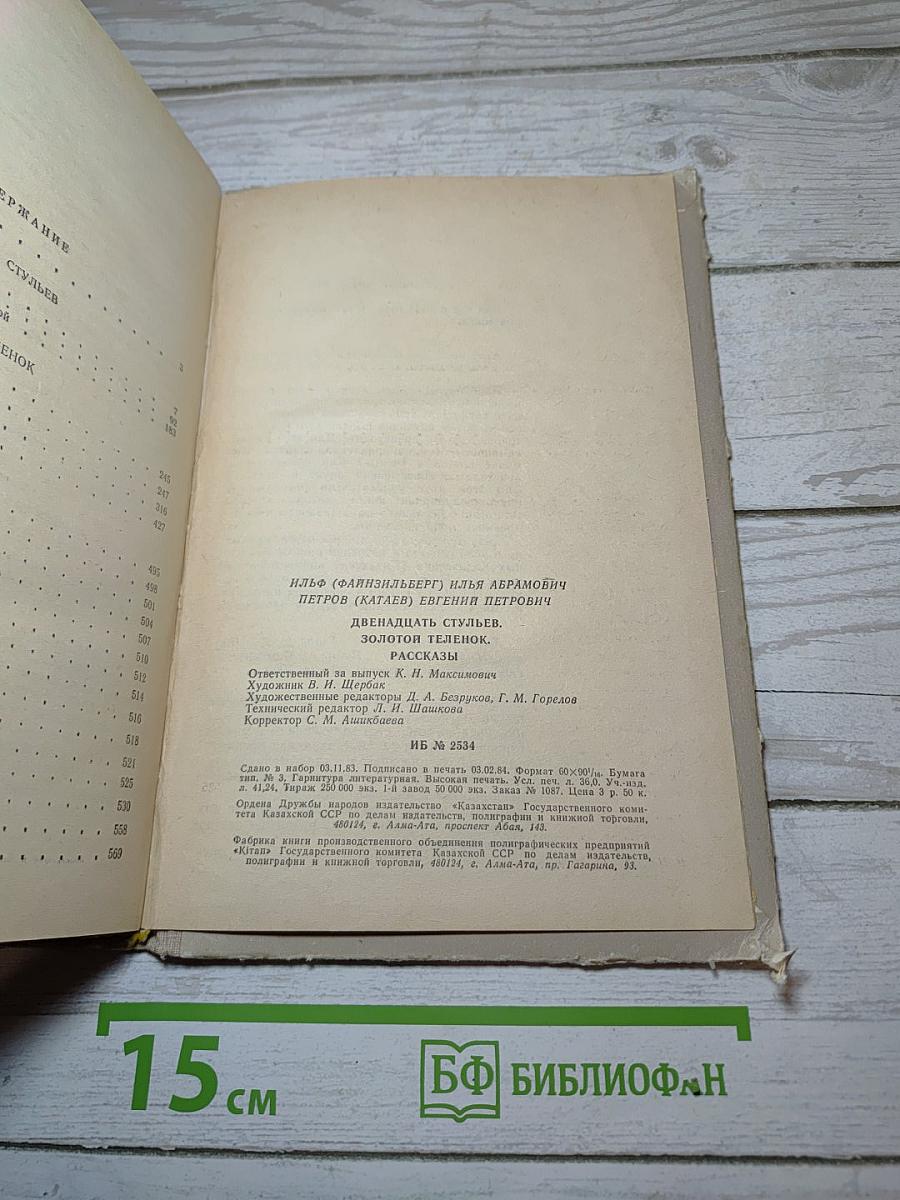 ЕРЖАНИЕ
СТУЛЬЕВ
ой
ЕНОК
3
7
92
183
245
247
316
427
495
498
501
504
507
510
512
514
516
518
521
525
530
558
569
ИЛЬФ (ФАЙНЗИЛЬБЕРГ) ИЛЬЯ АБРАМОВИЧ
ПЕТРОВ (КАТАЕВ) ЕВГЕНИЙ ПЕТРОВИЧ
ДВЕНАДЦАТЬ СТУЛЬЕВ.
ЗОЛОТОЙ ТЕЛЕНОК.
РАССКАЗЫ
Ответственный за выпуск К. Н. Максимович
Художник В. И. Щербак
Художественные редакторы Д. А. Безруков, Г. М. Горелов
Технический редактор Л. И. Шашкова
Корректор С. М. Ашикбаева
ИБ № 2534
Сдано в набор 03.11.83. Подписано в печать 03.02.84. Формат 60×90¹/₁₆. Бумага
тип. № 3. Гарнитура литературная. Высокая печать. Усл. печ. л. 36,0. Уч.-изд.
л. 41,24. Тираж 250 000 экз. 1-й завод 50 000 экз. Заказ № 1087. Цена 3 р. 50 к.
Ордена Дружбы народов издательство «Казахстан» Государственного коми-
тета Казахской ССР по делам издательств, полиграфии и книжной торговли,
480124, г. Алма-Ата, проспект Абая, 143.
Фабрика книги производственного объединения полиграфических предприятий
«Кітап» Государственного комитета Казахской ССР по делам издательств,
полиграфии и книжной торговли, 480124, г. Алма-Ата, пр. Гагарина, 93.
15 см
БФ БИБЛИОФАН